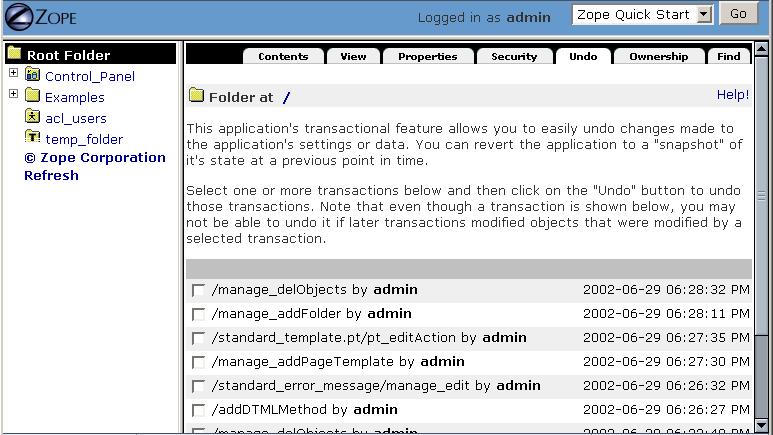 ZOPE
Logged in as admin
Zope Quick Start
Go
Root Folder
Control_Panel
Examples
acl_users
temp_folder
© Zope Corporation
Refresh
Contents
View
Properties
Security
Undo
Ownership
Find
Folder at /
Help!
This application's transactional feature allows you to easily undo changes made to
the application's settings or data. You can revert the application to a "snapshot" of
it's state at a previous point in time.
Select one or more transactions below and then click on the "Undo" button to undo
those transactions. Note that even though a transaction is shown below, you may
not be able to undo it if later transactions modified objects that were modified by a
selected transaction.
/manage_delObjects by admin 2002-06-29 06:28:32 PM
/manage_addFolder by admin 2002-06-29 06:28:11 PM
/standard_template.pt/pt_editAction by admin 2002-06-29 06:27:35 PM
/manage_addPageTemplate by admin 2002-06-29 06:27:30 PM
/standard_error_message/manage_edit by admin 2002-06-29 06:26:32 PM
/addDTMLMethod by admin 2002-06-29 06:26:27 PM
/manage_delObjects by admin